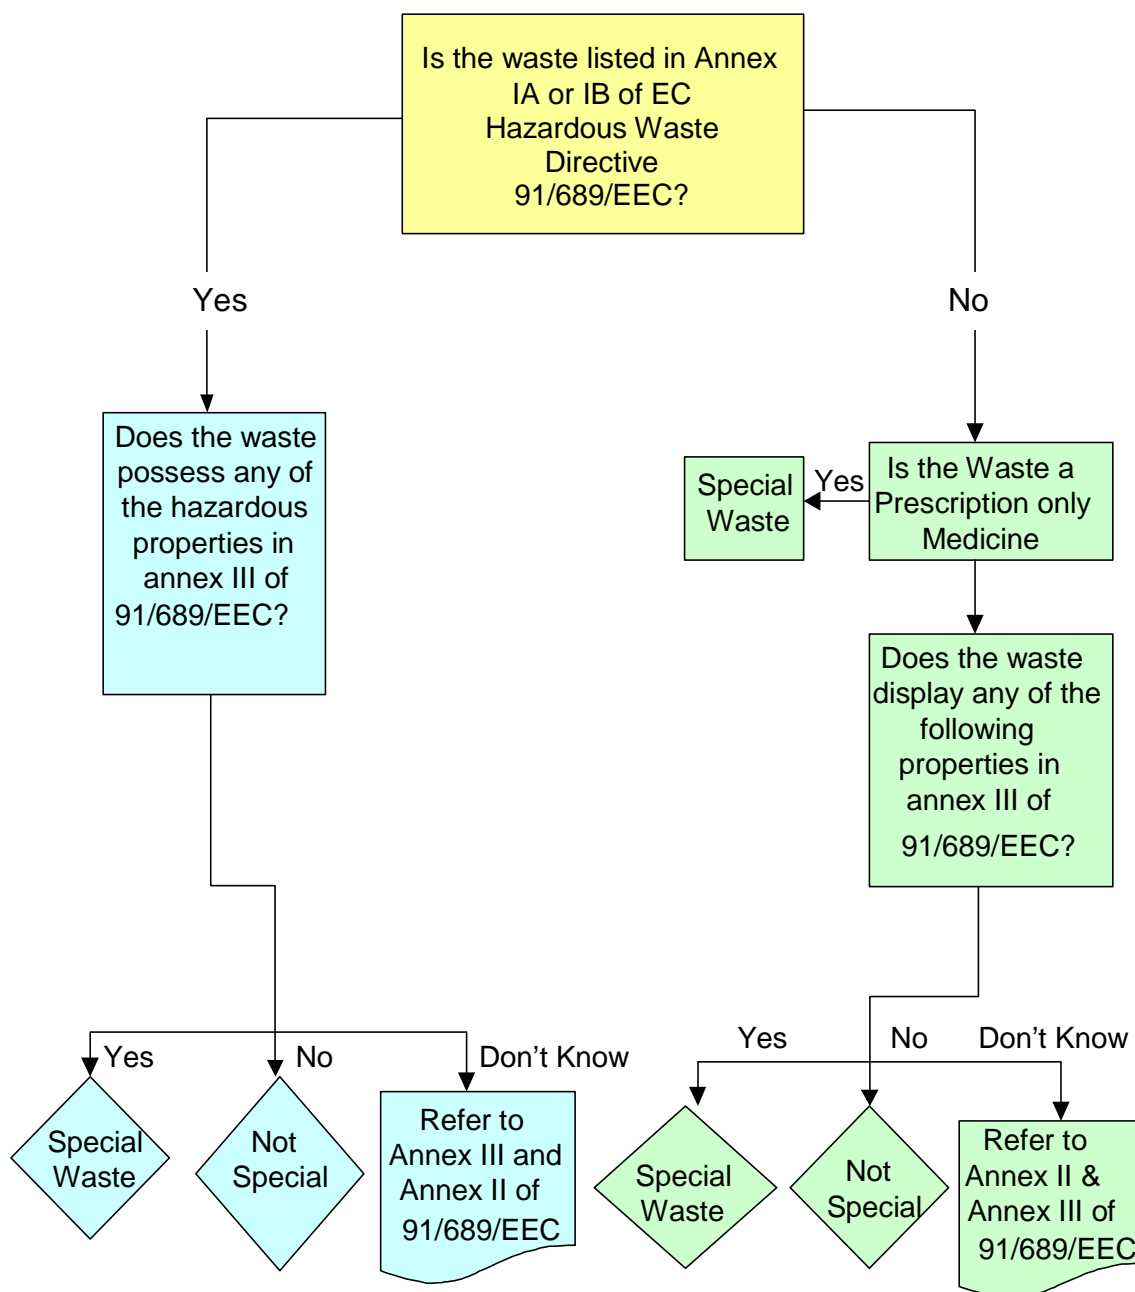 Is the waste listed in Annex
IA or IB of EC
Hazardous Waste
Directive
91/689/EEC?
Yes
No
Does the waste
possess any of
the hazardous
properties in
annex III of
91/689/EEC?
Special
Waste
Yes
Is the Waste a
Prescription only
Medicine
Does the waste
display any of the
following
properties in
annex III of
91/689/EEC?
Yes
No
Don't Know
Special
Waste
Not
Special
Refer to
Annex III and
Annex II of
91/689/EEC
Yes
No
Don't Know
Special
Waste
Not
Special
Refer to
Annex II &
Annex III of
91/689/EEC